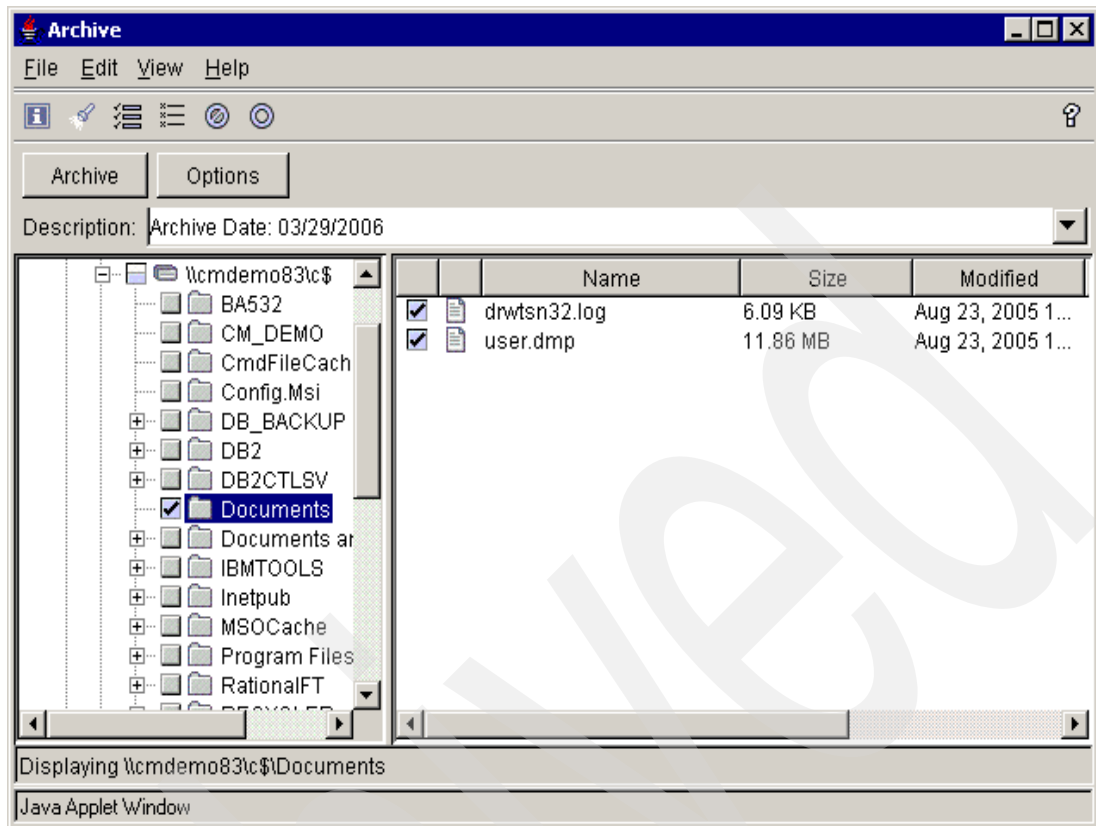 Archive
File Edit View Help
Archive Options
Description: Archive Date: 03/29/2006
\\cmdemo83\c$
BA532
CM_DEMO
CmdFileCach
Config.Msi
DB_BACKUP
DB2
DB2CTLSV
Documents
Documents ar
IBMTOOLS
Inetpub
MSOCache
Program Files
RationalFT
Name Size Modified
drwtsn32.log 6.09 KB Aug 23, 2005 1...
user.dmp 11.86 MB Aug 23, 2005 1...
Displaying \\cmdemo83\c$\Documents
Java Applet Window